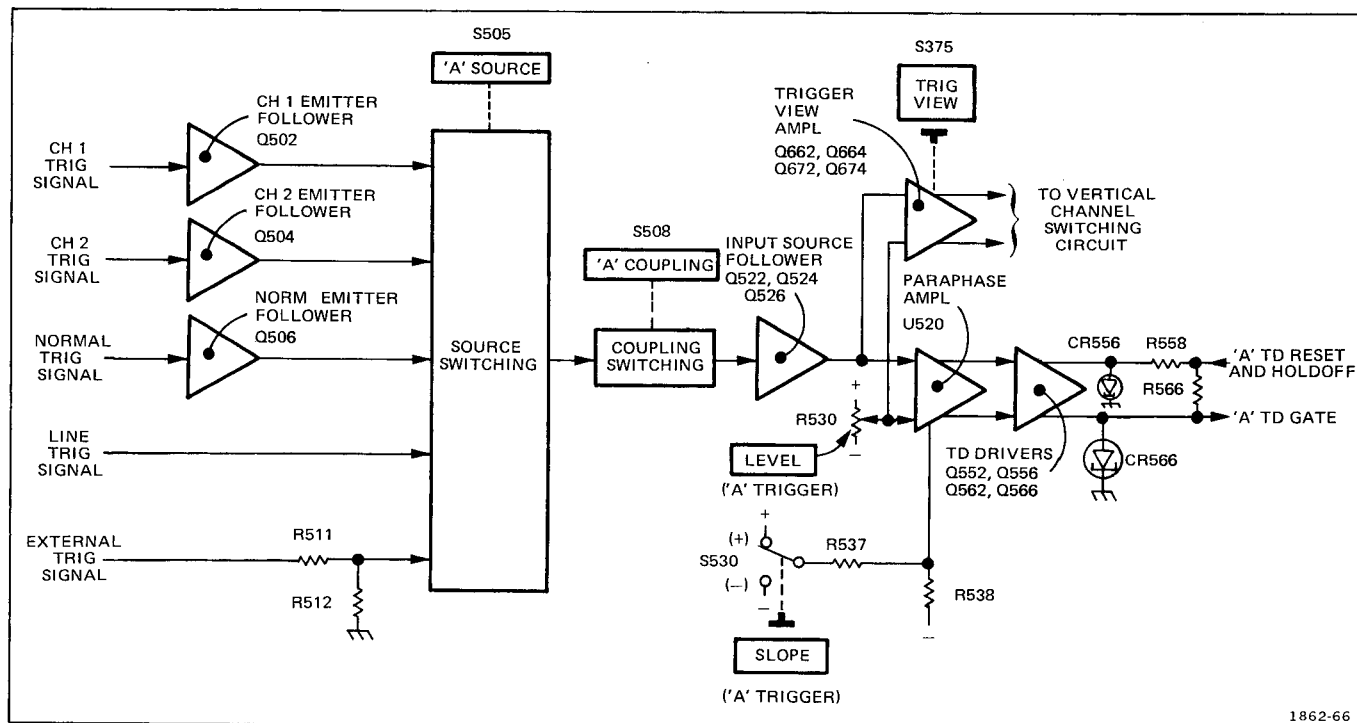 S505
'A' SOURCE
CH 1 EMITTER
FOLLOWER
Q502
CH 1
TRIG
SIGNAL
CH 2 EMITTER
FOLLOWER
Q504
CH 2
TRIG
SIGNAL
NORM EMITTER
FOLLOWER
Q506
NORMAL
TRIG
SIGNAL
LINE
TRIG
SIGNAL
EXTERNAL
TRIG
SIGNAL
R511
R512
SOURCE
SWITCHING
S508
'A' COUPLING
COUPLING
SWITCHING
INPUT SOURCE
FOLLOWER
Q522, Q524
Q526
S375
TRIG
VIEW
TRIGGER
VIEW
AMPL
Q662, Q664
Q672, Q674
TO VERTICAL
CHANNEL
SWITCHING
CIRCUIT
PARAPHASE
AMPL
U520
+
R530
−
LEVEL
('A' TRIGGER)
TD DRIVERS
Q552, Q556
Q562, Q566
CR556
R558
R566
'A' TD RESET
AND HOLDOFF
'A' TD GATE
CR566
+
(+)
S530
(−)
−
R537
R538
−
SLOPE
('A' TRIGGER)
1862-66